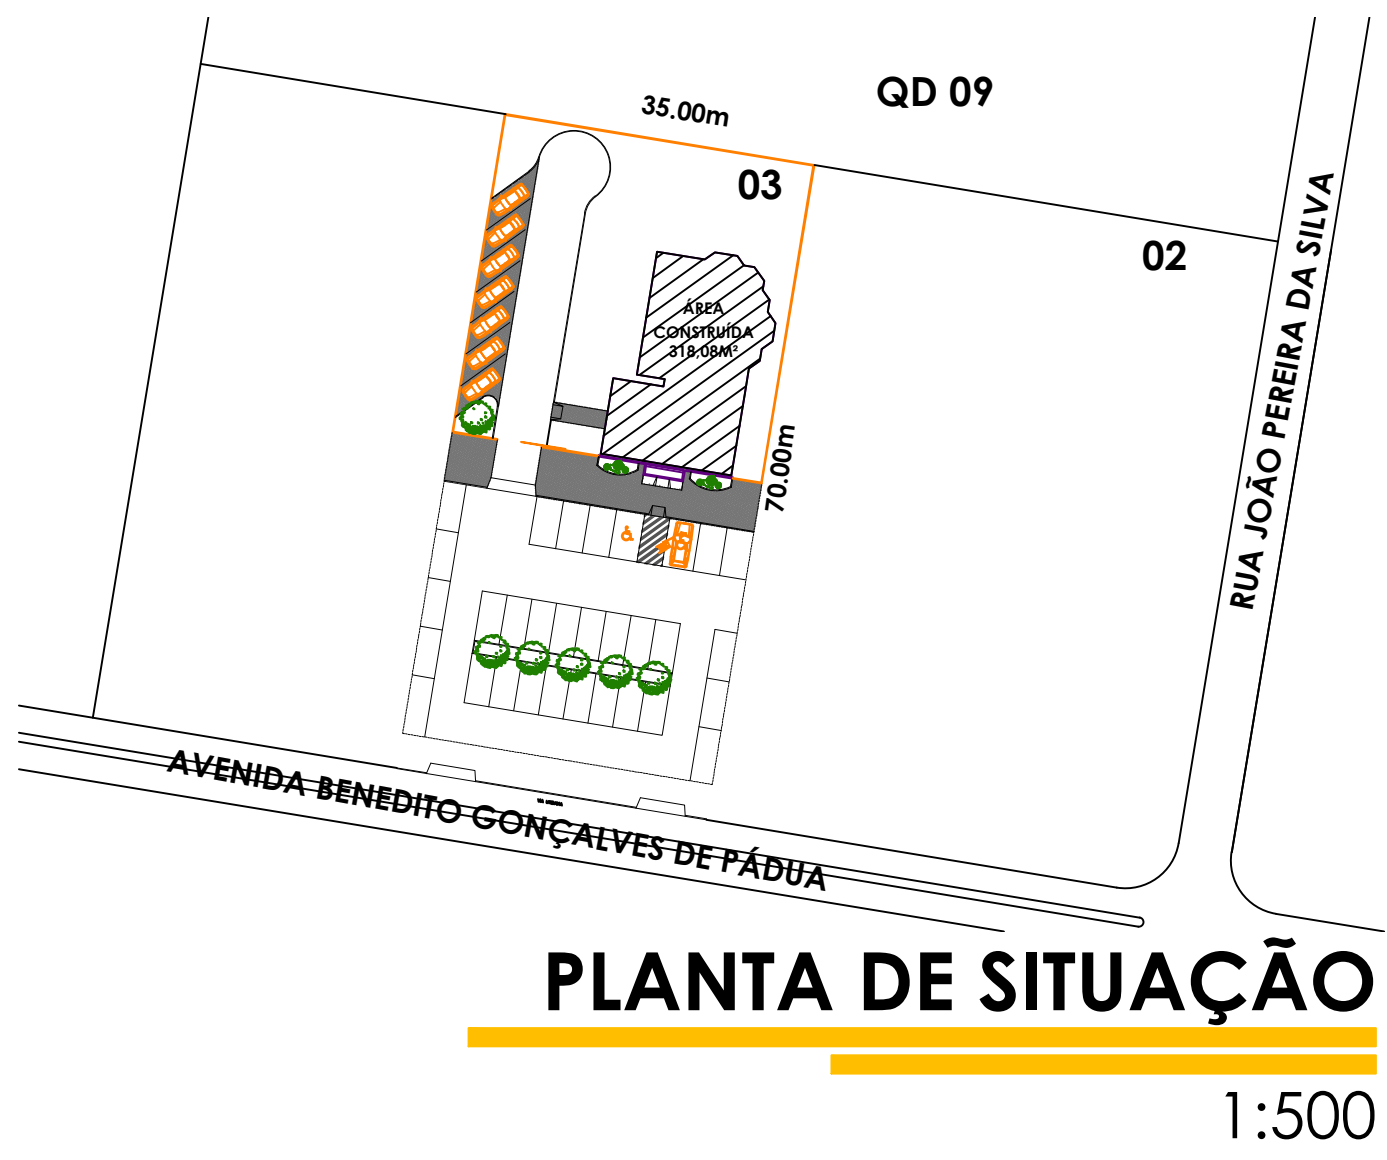 QD 09
35.00m
03
02
ÁREA
CONSTRUÍDA
318,08M²
70.00m
RUA JOÃO PEREIRA DA SILVA
AVENIDA BENEDITO GONÇALVES DE PÁDUA
PLANTA DE SITUAÇÃO
1:500